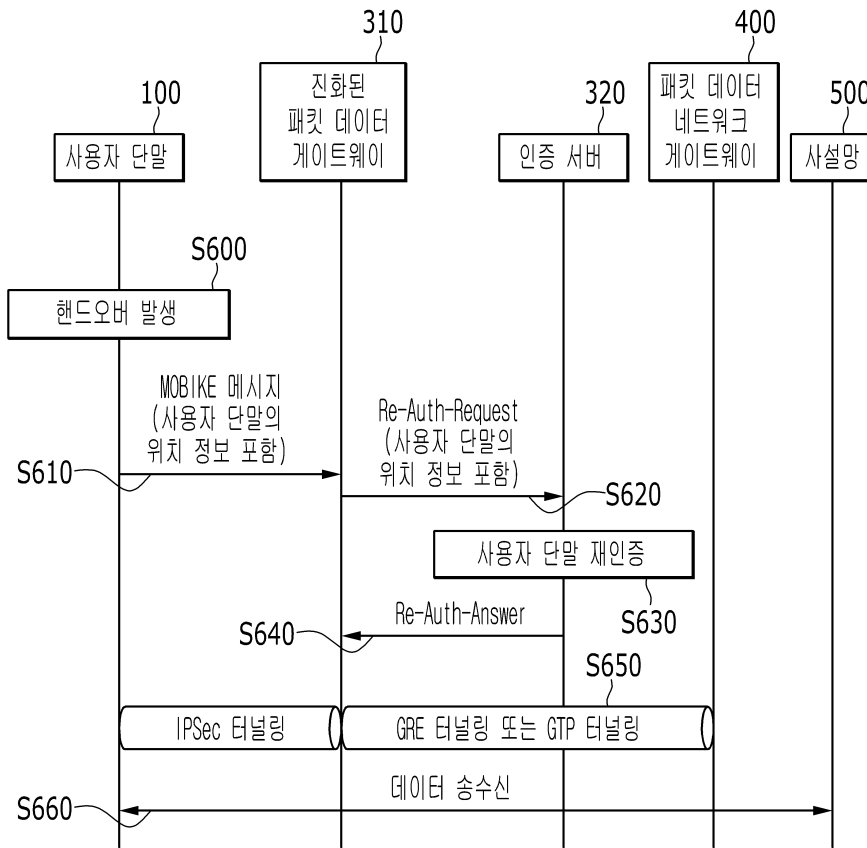 310
400
100
진화된
패킷 데이터
게이트웨이
320
패킷 데이터
네트워크
게이트웨이
500
사용자 단말
인증 서버
사설망
S600
핸드오버 발생
MOBIKE 메시지
(사용자 단말의
위치 정보 포함)
S610
Re-Auth-Request
(사용자 단말의
위치 정보 포함)
S620
사용자 단말 재인증
S630
Re-Auth-Answer
S640
S650
IPSec 터널링
GRE 터널링 또는 GTP 터널링
데이터 송수신
S660